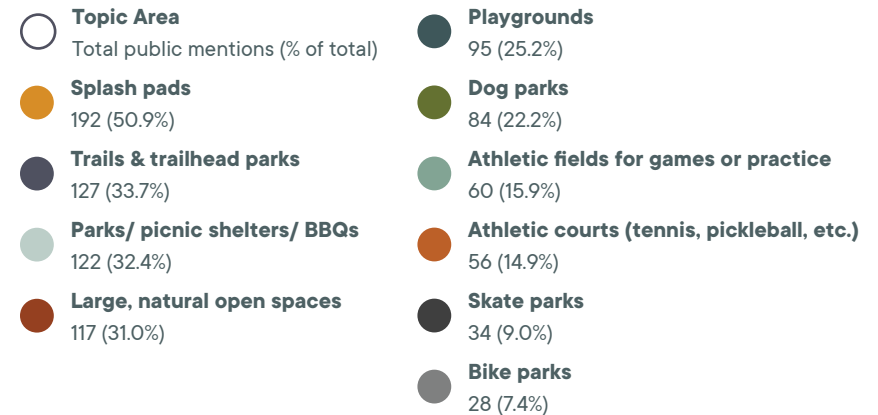 Topic Area
Total public mentions (% of total)
Splash pads
192 (50.9%)
Trails & trailhead parks
127 (33.7%)
Parks/ picnic shelters/ BBQs
122 (32.4%)
Large, natural open spaces
117 (31.0%)
Playgrounds
95 (25.2%)
Dog parks
84 (22.2%)
Athletic fields for games or practice
60 (15.9%)
Athletic courts (tennis, pickleball, etc.)
56 (14.9%)
Skate parks
34 (9.0%)
Bike parks
28 (7.4%)